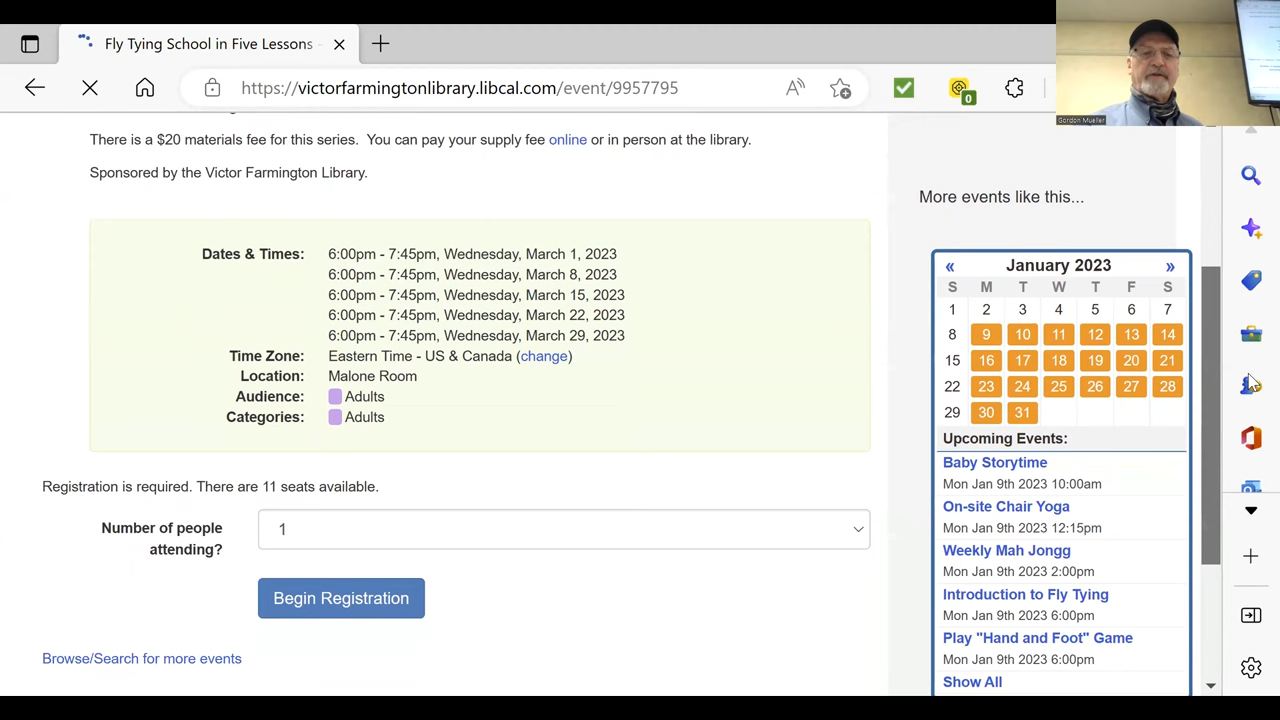 Fly Tying School in Five Lessons -
https://victorfarmingtonlibrary.libcal.com/event/9957795
0
Gordon Mueller
There is a $20 materials fee for this series. You can pay your supply fee online or in person at the library.
Sponsored by the Victor Farmington Library.
Dates & Times: 6:00pm - 7:45pm, Wednesday, March 1, 2023
6:00pm - 7:45pm, Wednesday, March 8, 2023
6:00pm - 7:45pm, Wednesday, March 15, 2023
6:00pm - 7:45pm, Wednesday, March 22, 2023
6:00pm - 7:45pm, Wednesday, March 29, 2023
Time Zone: Eastern Time - US & Canada (change)
Location: Malone Room
Audience: Adults
Categories: Adults
Registration is required. There are 11 seats available.
Number of people
attending?
1
Begin Registration
Browse/Search for more events
More events like this...
« January 2023 »
S M T W T F S
1 2 3 4 5 6 7
8 9 10 11 12 13 14
15 16 17 18 19 20 21
22 23 24 25 26 27 28
29 30 31
Upcoming Events:
Baby Storytime
Mon Jan 9th 2023 10:00am
On-site Chair Yoga
Mon Jan 9th 2023 12:15pm
Weekly Mah Jongg
Mon Jan 9th 2023 2:00pm
Introduction to Fly Tying
Mon Jan 9th 2023 6:00pm
Play "Hand and Foot" Game
Mon Jan 9th 2023 6:00pm
Show All